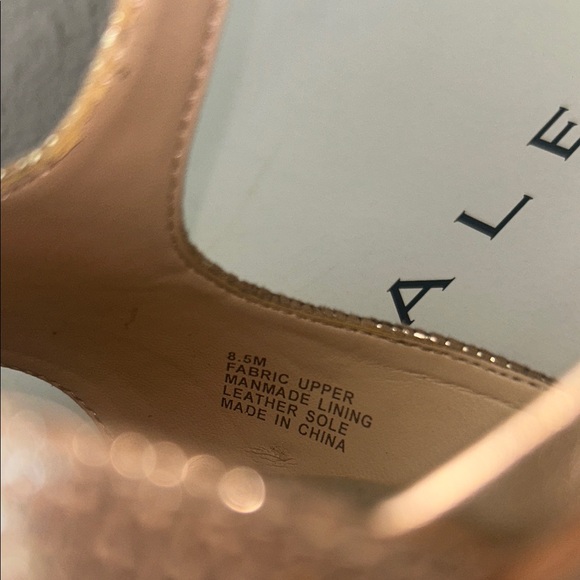 ALE
8.5M
FABRIC UPPER
MANMADE LINING
LEATHER SOLE
MADE IN CHINA